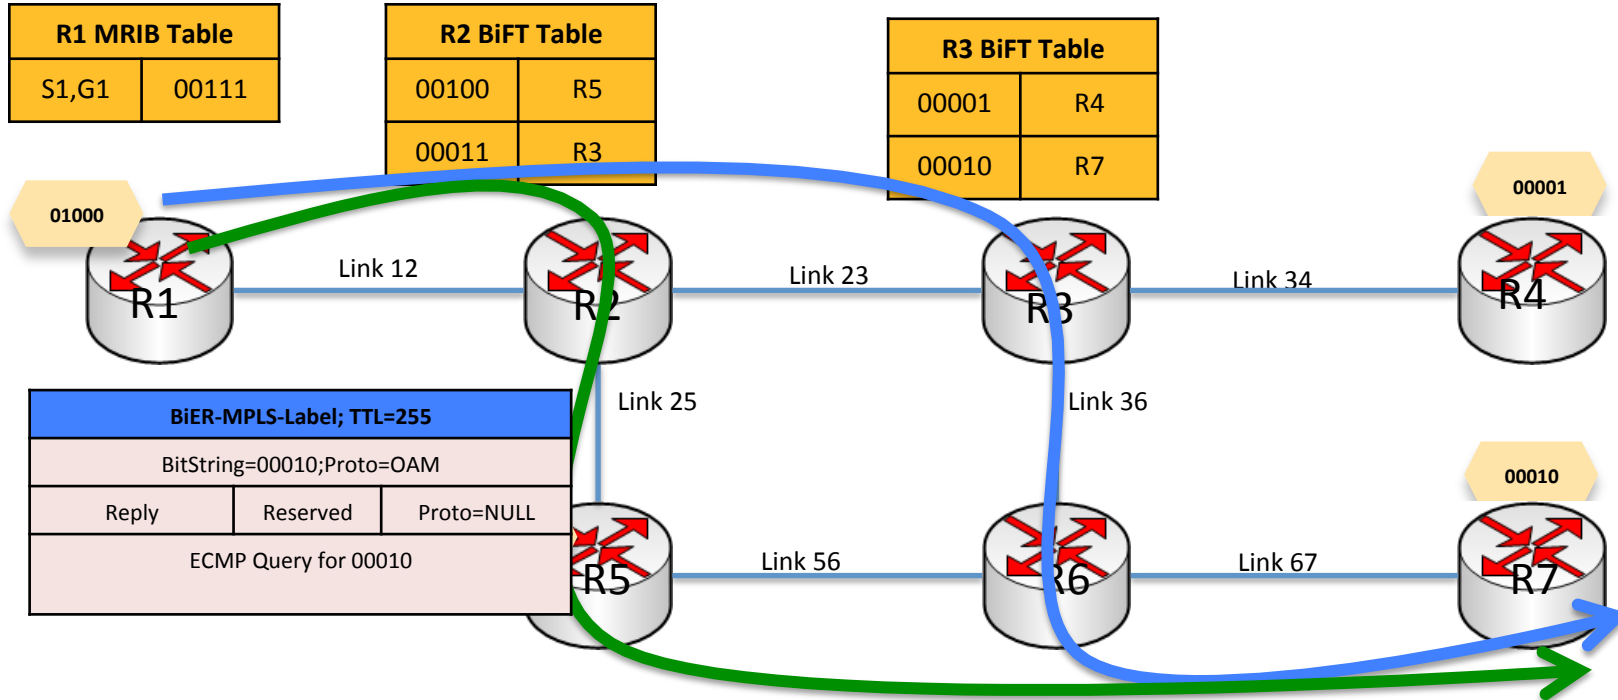 R1 MRIB Table
S1,G1 00111
R2 BiFT Table
00100 R5
00011 R3
R3 BiFT Table
00001 R4
00010 R7
01000
00001
R1
Link 12
R2
Link 23
R3
Link 34
R4
Link 25
Link 36
BiER-MPLS-Label; TTL=255
BitString=00010;Proto=OAM
Reply Reserved Proto=NULL
ECMP Query for 00010
00010
R5
Link 56
R6
Link 67
R7